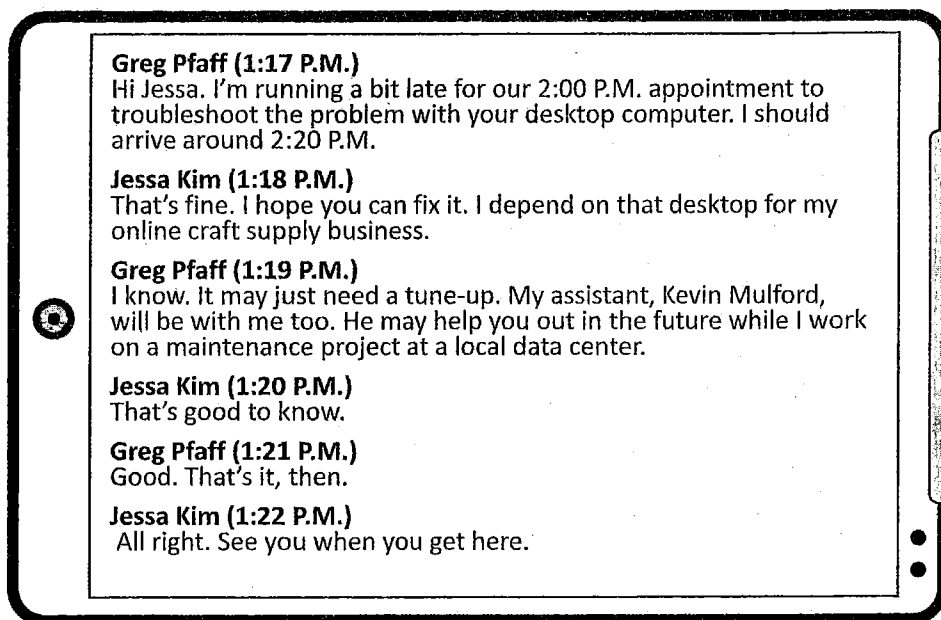 Greg Pfaff (1:17 P.M.)
Hi Jessa. I'm running a bit late for our 2:00 P.M. appointment to
troubleshoot the problem with your desktop computer. I should
arrive around 2:20 P.M.
Jessa Kim (1:18 P.M.)
That's fine. I hope you can fix it. I depend on that desktop for my
online craft supply business.
Greg Pfaff (1:19 P.M.)
I know. It may just need a tune-up. My assistant, Kevin Mulford,
will be with me too. He may help you out in the future while I work
on a maintenance project at a local data center.
Jessa Kim (1:20 P.M.)
That's good to know.
Greg Pfaff (1:21 P.M.)
Good. That's it, then.
Jessa Kim (1:22 P.M.)
All right. See you when you get here.